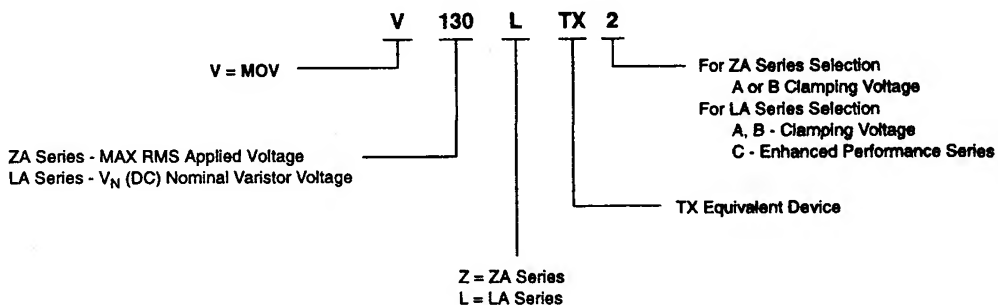 V 130 L TX 2
V = MOV
For ZA Series Selection
A or B Clamping Voltage
For LA Series Selection
A, B - Clamping Voltage
C - Enhanced Performance Series
ZA Series - MAX RMS Applied Voltage
LA Series - VN (DC) Nominal Varistor Voltage
TX Equivalent Device
Z = ZA Series
L = LA Series